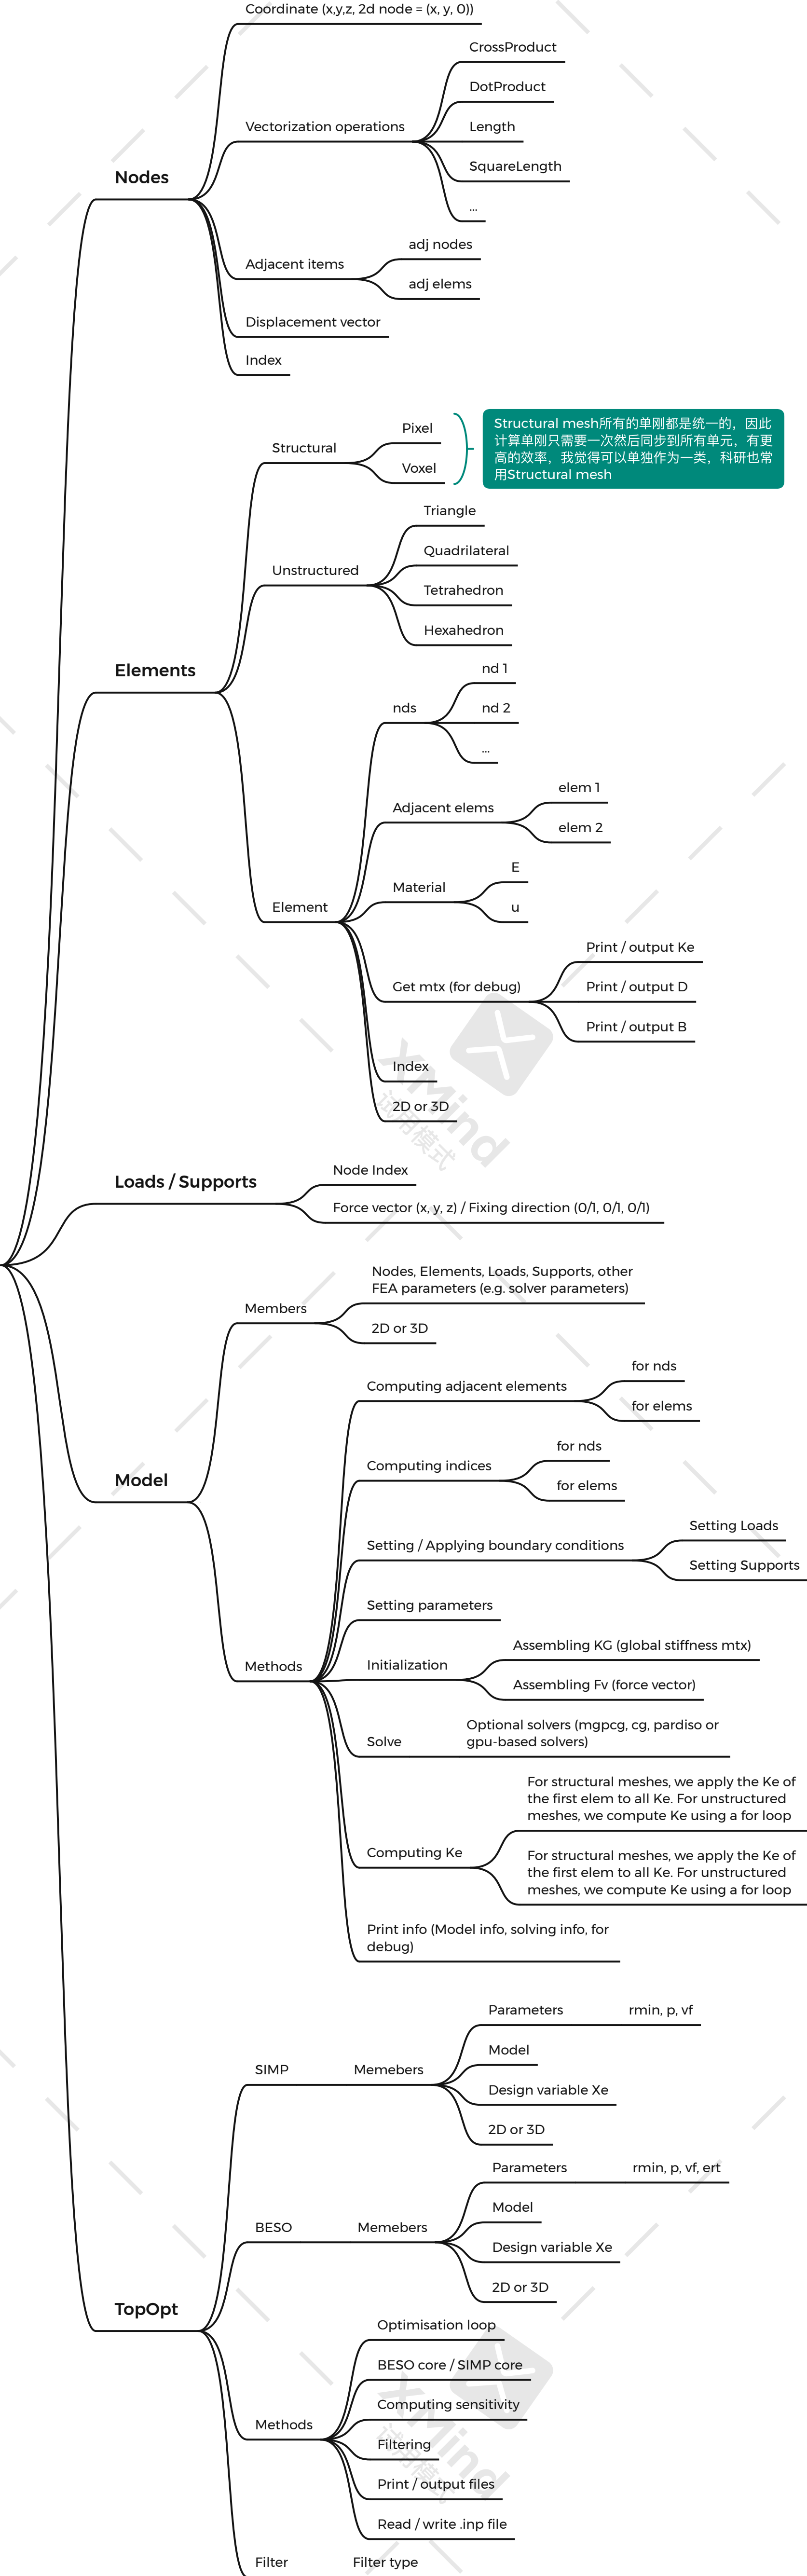 Coordinate (x,y,z, 2d node = (x, y, 0))
CrossProduct
DotProduct
Vectorization operations
Length
SquareLength
...
Nodes
adj nodes
Adjacent items
adj elems
Displacement vector
Index
Pixel
Structural
Voxel
Structural mesh所有的单刚都是统一的，因此
计算单刚只需要一次然后同步到所有单元，有更
高的效率，我觉得可以单独作为一类，科研也常
用Structural mesh
Triangle
Quadrilateral
Unstructured
Tetrahedron
Hexahedron
Elements
nd 1
nds
nd 2
...
elem 1
Adjacent elems
elem 2
E
Material
u
Element
Print / output Ke
Get mtx (for debug)
Print / output D
Print / output B
Index
2D or 3D
XMind
试用模式
Node Index
Loads / Supports
Force vector (x, y, z) / Fixing direction (0/1, 0/1, 0/1)
Nodes, Elements, Loads, Supports, other
FEA parameters (e.g. solver parameters)
Members
2D or 3D
for nds
Computing adjacent elements
for elems
for nds
Computing indices
for elems
Model
Setting Loads
Setting / Applying boundary conditions
Setting Supports
Setting parameters
Assembling KG (global stiffness mtx)
Initialization
Assembling Fv (force vector)
Methods
Optional solvers (mgpcg, cg, pardiso or
gpu-based solvers)
Solve
For structural meshes, we apply the Ke of
the first elem to all Ke. For unstructured
meshes, we compute Ke using a for loop
Computing Ke
For structural meshes, we apply the Ke of
the first elem to all Ke. For unstructured
meshes, we compute Ke using a for loop
Print info (Model info, solving info, for
debug)
Parameters
rmin, p, vf
Model
SIMP
Memebers
Design variable Xe
2D or 3D
Parameters
rmin, p, vf, ert
Model
BESO
Memebers
Design variable Xe
2D or 3D
TopOpt
Optimisation loop
BESO core / SIMP core
Computing sensitivity
Methods
Filtering
Print / output files
Read / write .inp file
XMind
试用模式
Filter
Filter type